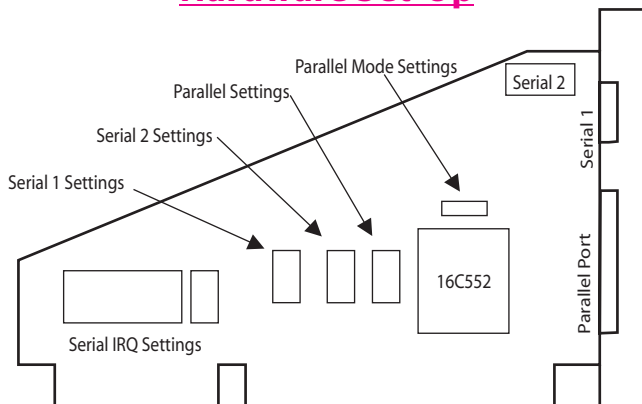 Parallel Mode Settings
Serial 2
Parallel Settings
Serial 1
Serial 2 Settings
Serial 1 Settings
Parallel Port
16C552
Serial IRQ Settings